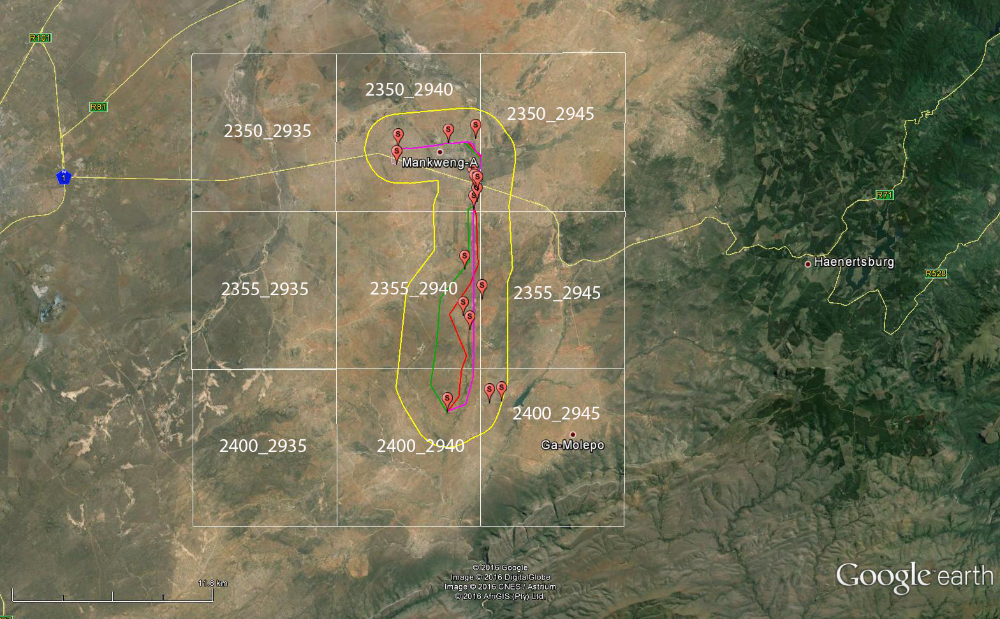 R101
2350_2940
R81
2350_2945
2350_2935
S
S
S
S
Mankweng-A
N
1
S
S
S
R71
S
Haenertsburg
R528
S
2355_2935
2355_2940
2355_2945
S
S
S
S
S
2400_2945
2400_2935
2400_2940
Ga-Molepo
© 2016 Google
Image © 2016 DigitalGlobe
Image © 2016 CNES / Astrium
© 2016 AfriGIS (Pty) Ltd.
11.8 km
Google earth